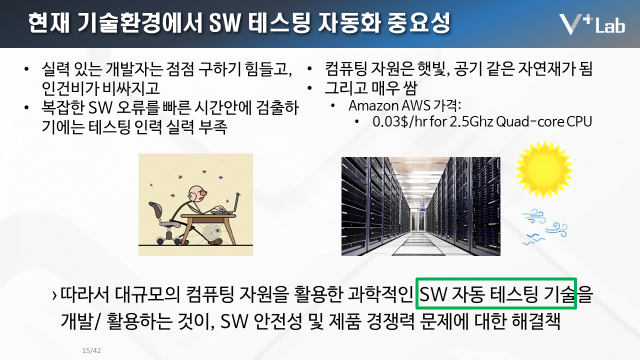 현재 기술환경에서 SW 테스팅 자동화 중요성
V+ Lab
• 실력 있는 개발자는 점점 구하기 힘들고,
인건비가 비싸지고
• 복잡한 SW 오류를 빠른 시간안에 검출하
기에는 테스팅 인력 실력 부족
• 컴퓨팅 자원은 햇빛, 공기 같은 자연재가 됨
• 그리고 매우 쌈
• Amazon AWS 가격:
• 0.03$/hr for 2.5Ghz Quad-core CPU
›따라서 대규모의 컴퓨팅 자원을 활용한 과학적인 SW 자동 테스팅 기술을
개발/ 활용하는 것이, SW 안전성 및 제품 경쟁력 문제에 대한 해결책
15/42